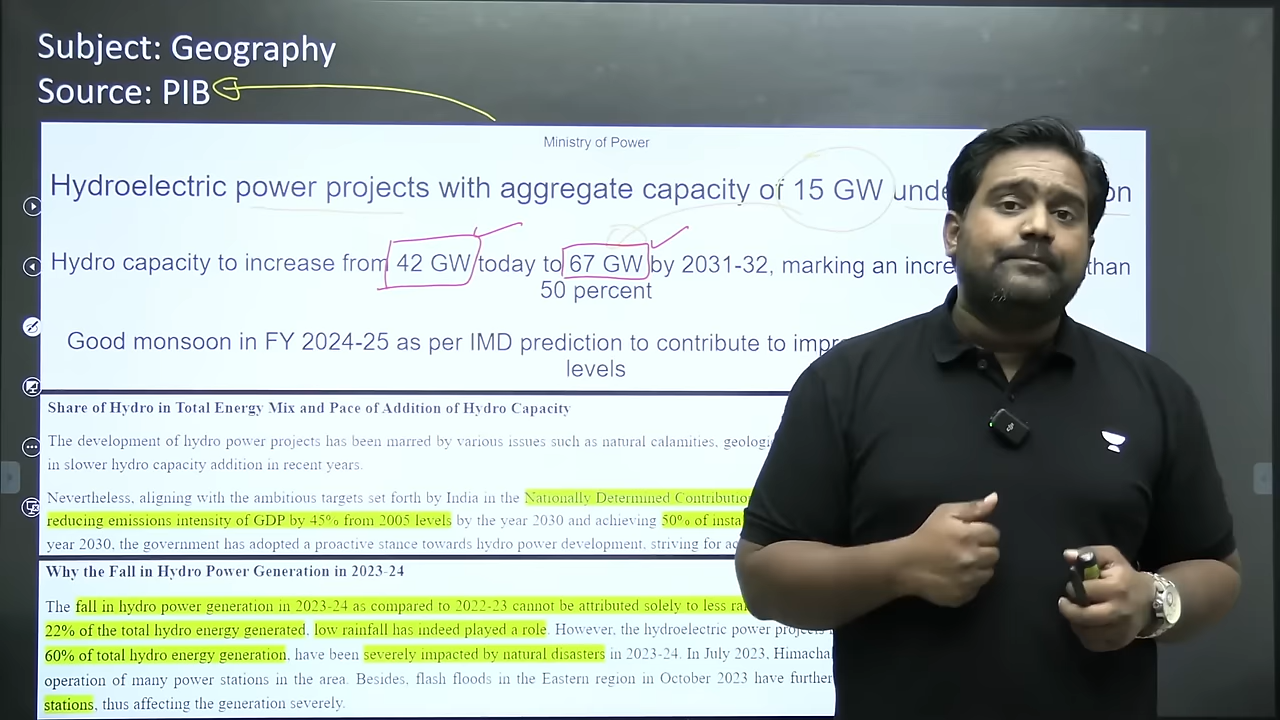 Subject: Geography
Source: PIB
Ministry of Power
Hydroelectric power projects with aggregate capacity of 15 GW
on
Hydro capacity to increase from 42 GW today to 67 GW by 2031-32, marking an than
50 percent
Good monsoon in FY 2024-25 as per IMD prediction to contribute to
levels
Share of Hydro in Total Energy Mix and Pace of Addition of Hydro Capacity
The development of hydro power projects has been marred by various issues such as natural calamities,
in slower hydro capacity addition in recent years.
Nevertheless, aligning with the ambitious targets set forth by India in the Nationally Determined
reducing emissions intensity of GDP by 45% from 2005 levels by the year 2030 and achieving 50% of
year 2030, the government has adopted a proactive stance towards hydro power development, striving for
Why the Fall in Hydro Power Generation in 2023-24
The fall in hydro power generation in 2023-24 as compared to 2022-23 cannot be attributed solely to less
22% of the total hydro energy generated, low rainfall has indeed played a role. However, the hydroelectric power
60% of total hydro energy generation, have been severely impacted by natural disasters in 2023-24. In July 2023,
operation of many power stations in the area. Besides, flash floods in the Eastern region in October 2023 have further
stations, thus affecting the generation severely.